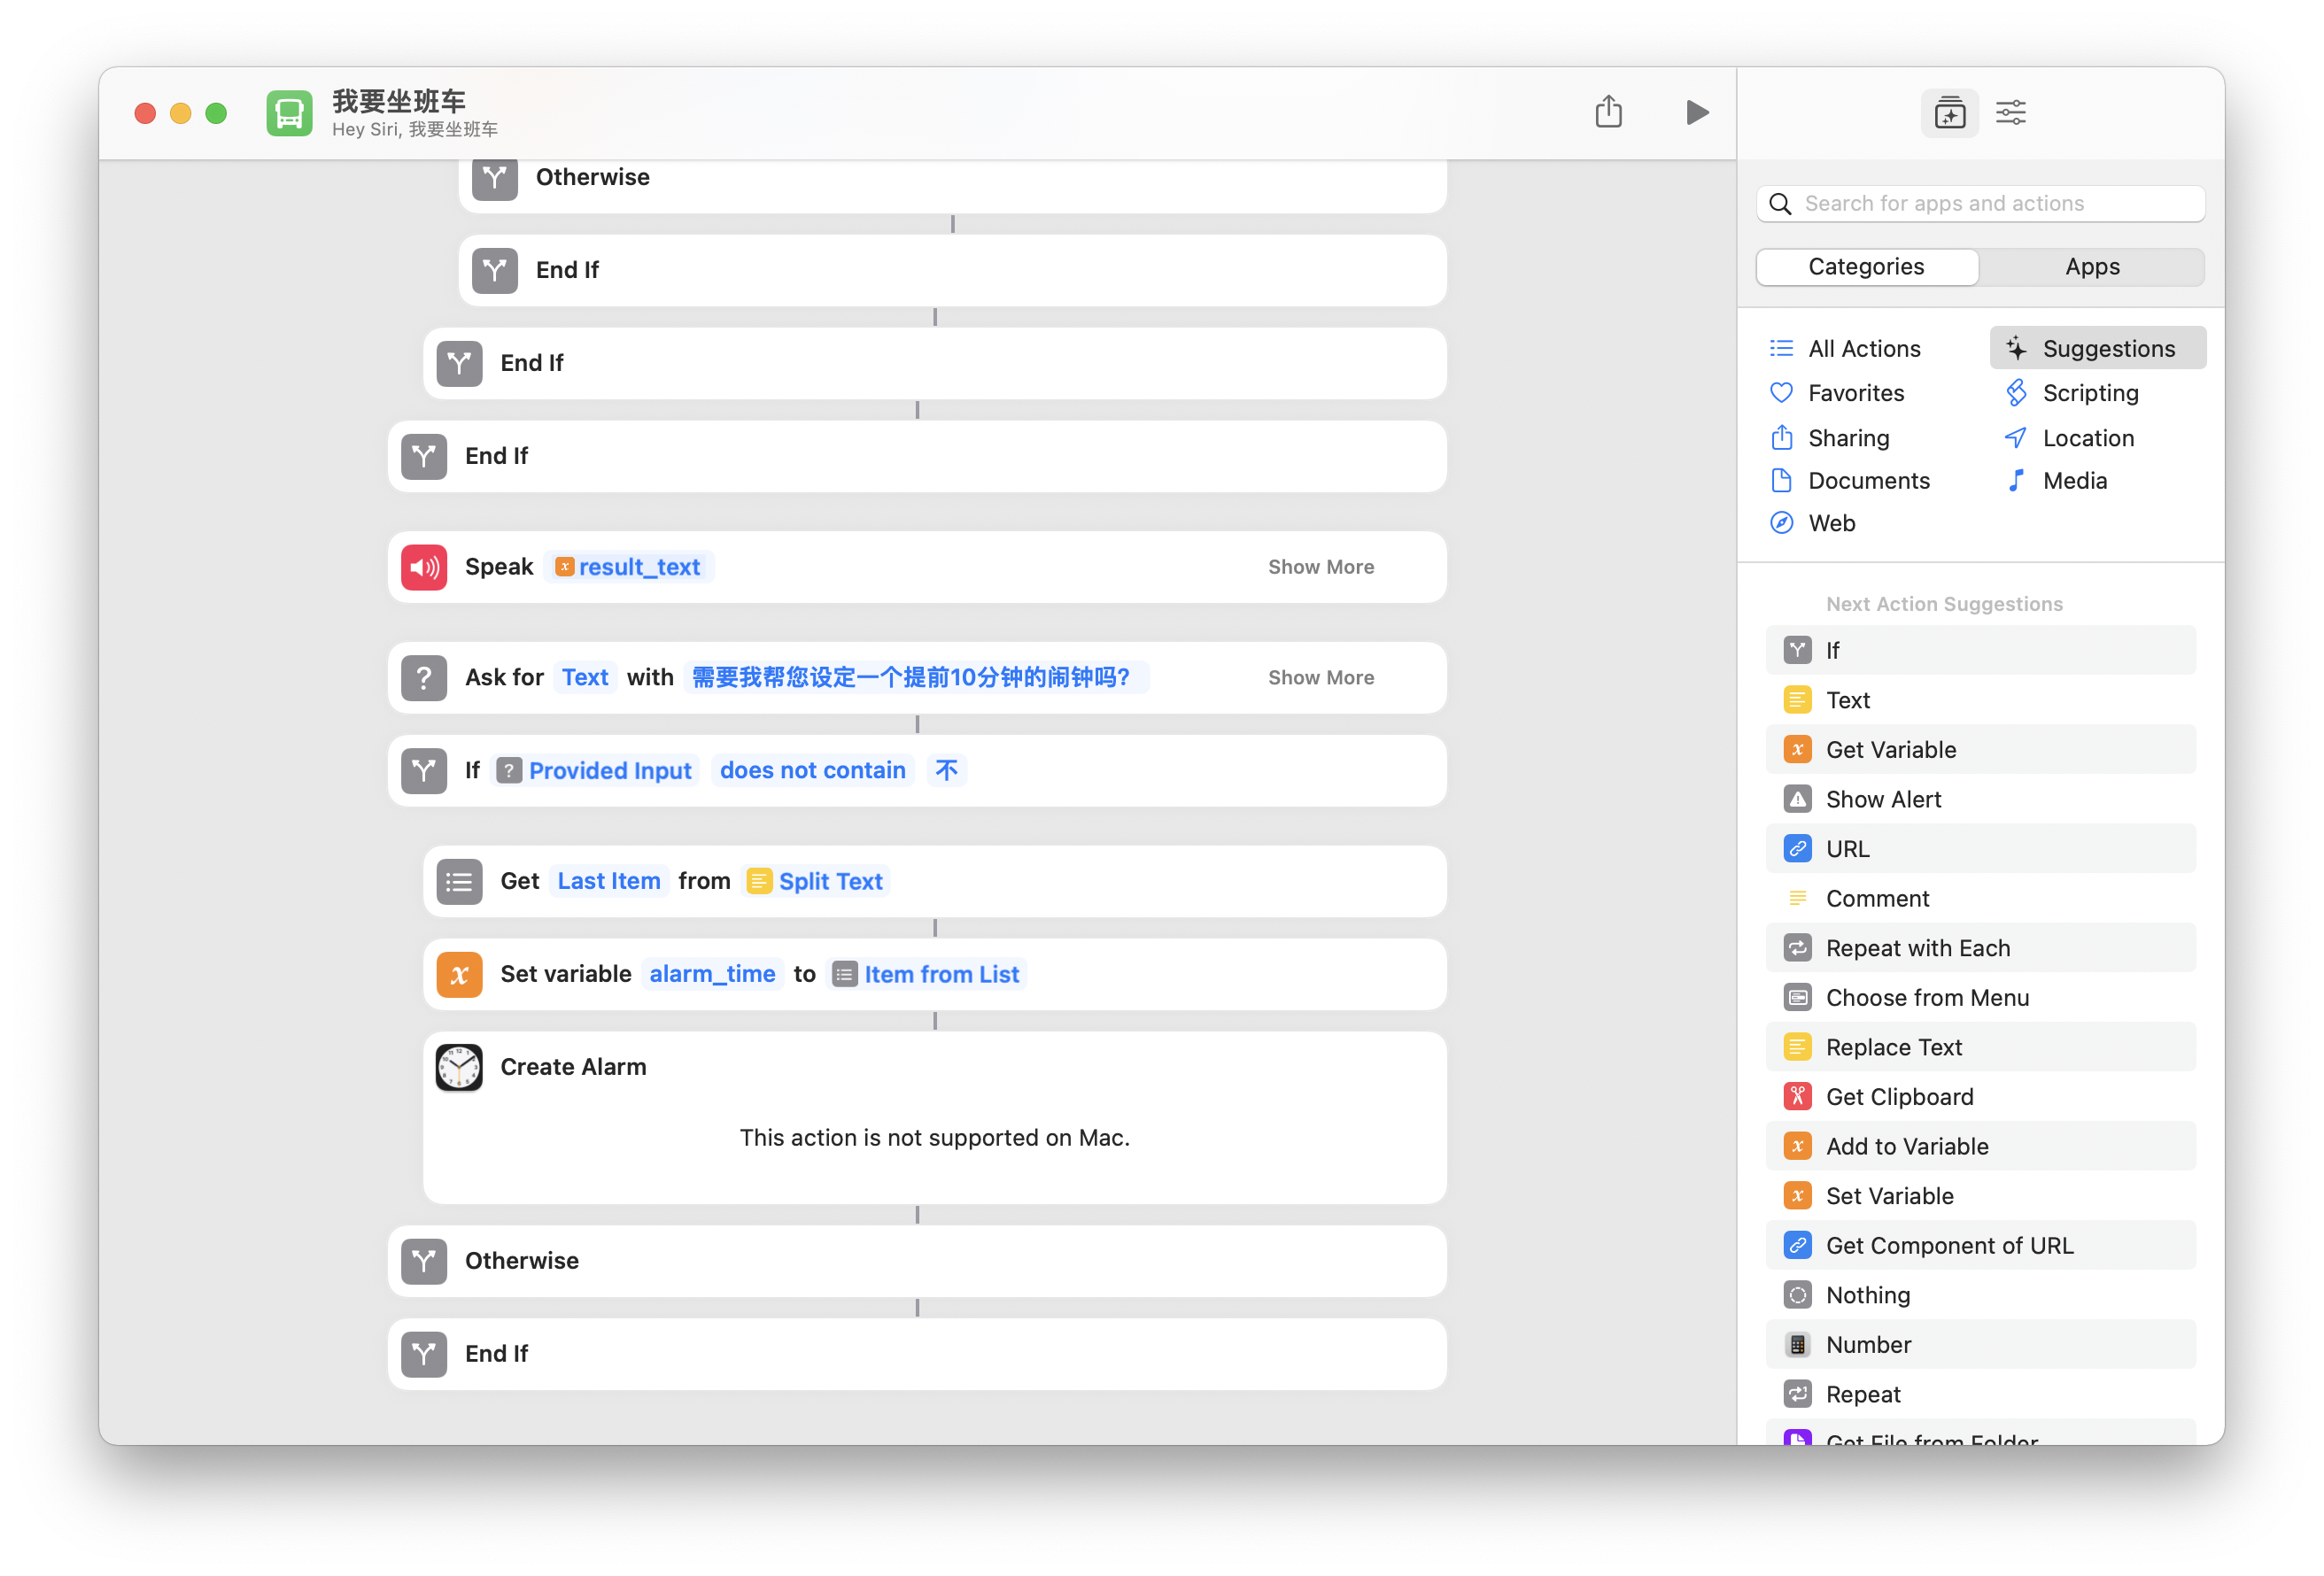 我要坐班车
Hey Siri, 我要坐班车
Otherwise
End If
End If
End If
Speak result_text Show More
Ask for Text with 需要我帮您设定一个提前10分钟的闹钟吗? Show More
If Provided Input does not contain 不
Get Last Item from Split Text
Set variable alarm_time to Item from List
Create Alarm
This action is not supported on Mac.
Otherwise
End If
Search for apps and actions
Categories Apps
All Actions Suggestions
Favorites Scripting
Sharing Location
Documents Media
Web
Next Action Suggestions
If
Text
Get Variable
Show Alert
URL
Comment
Repeat with Each
Choose from Menu
Replace Text
Get Clipboard
Add to Variable
Set Variable
Get Component of URL
Nothing
Number
Repeat
Get File from Folder